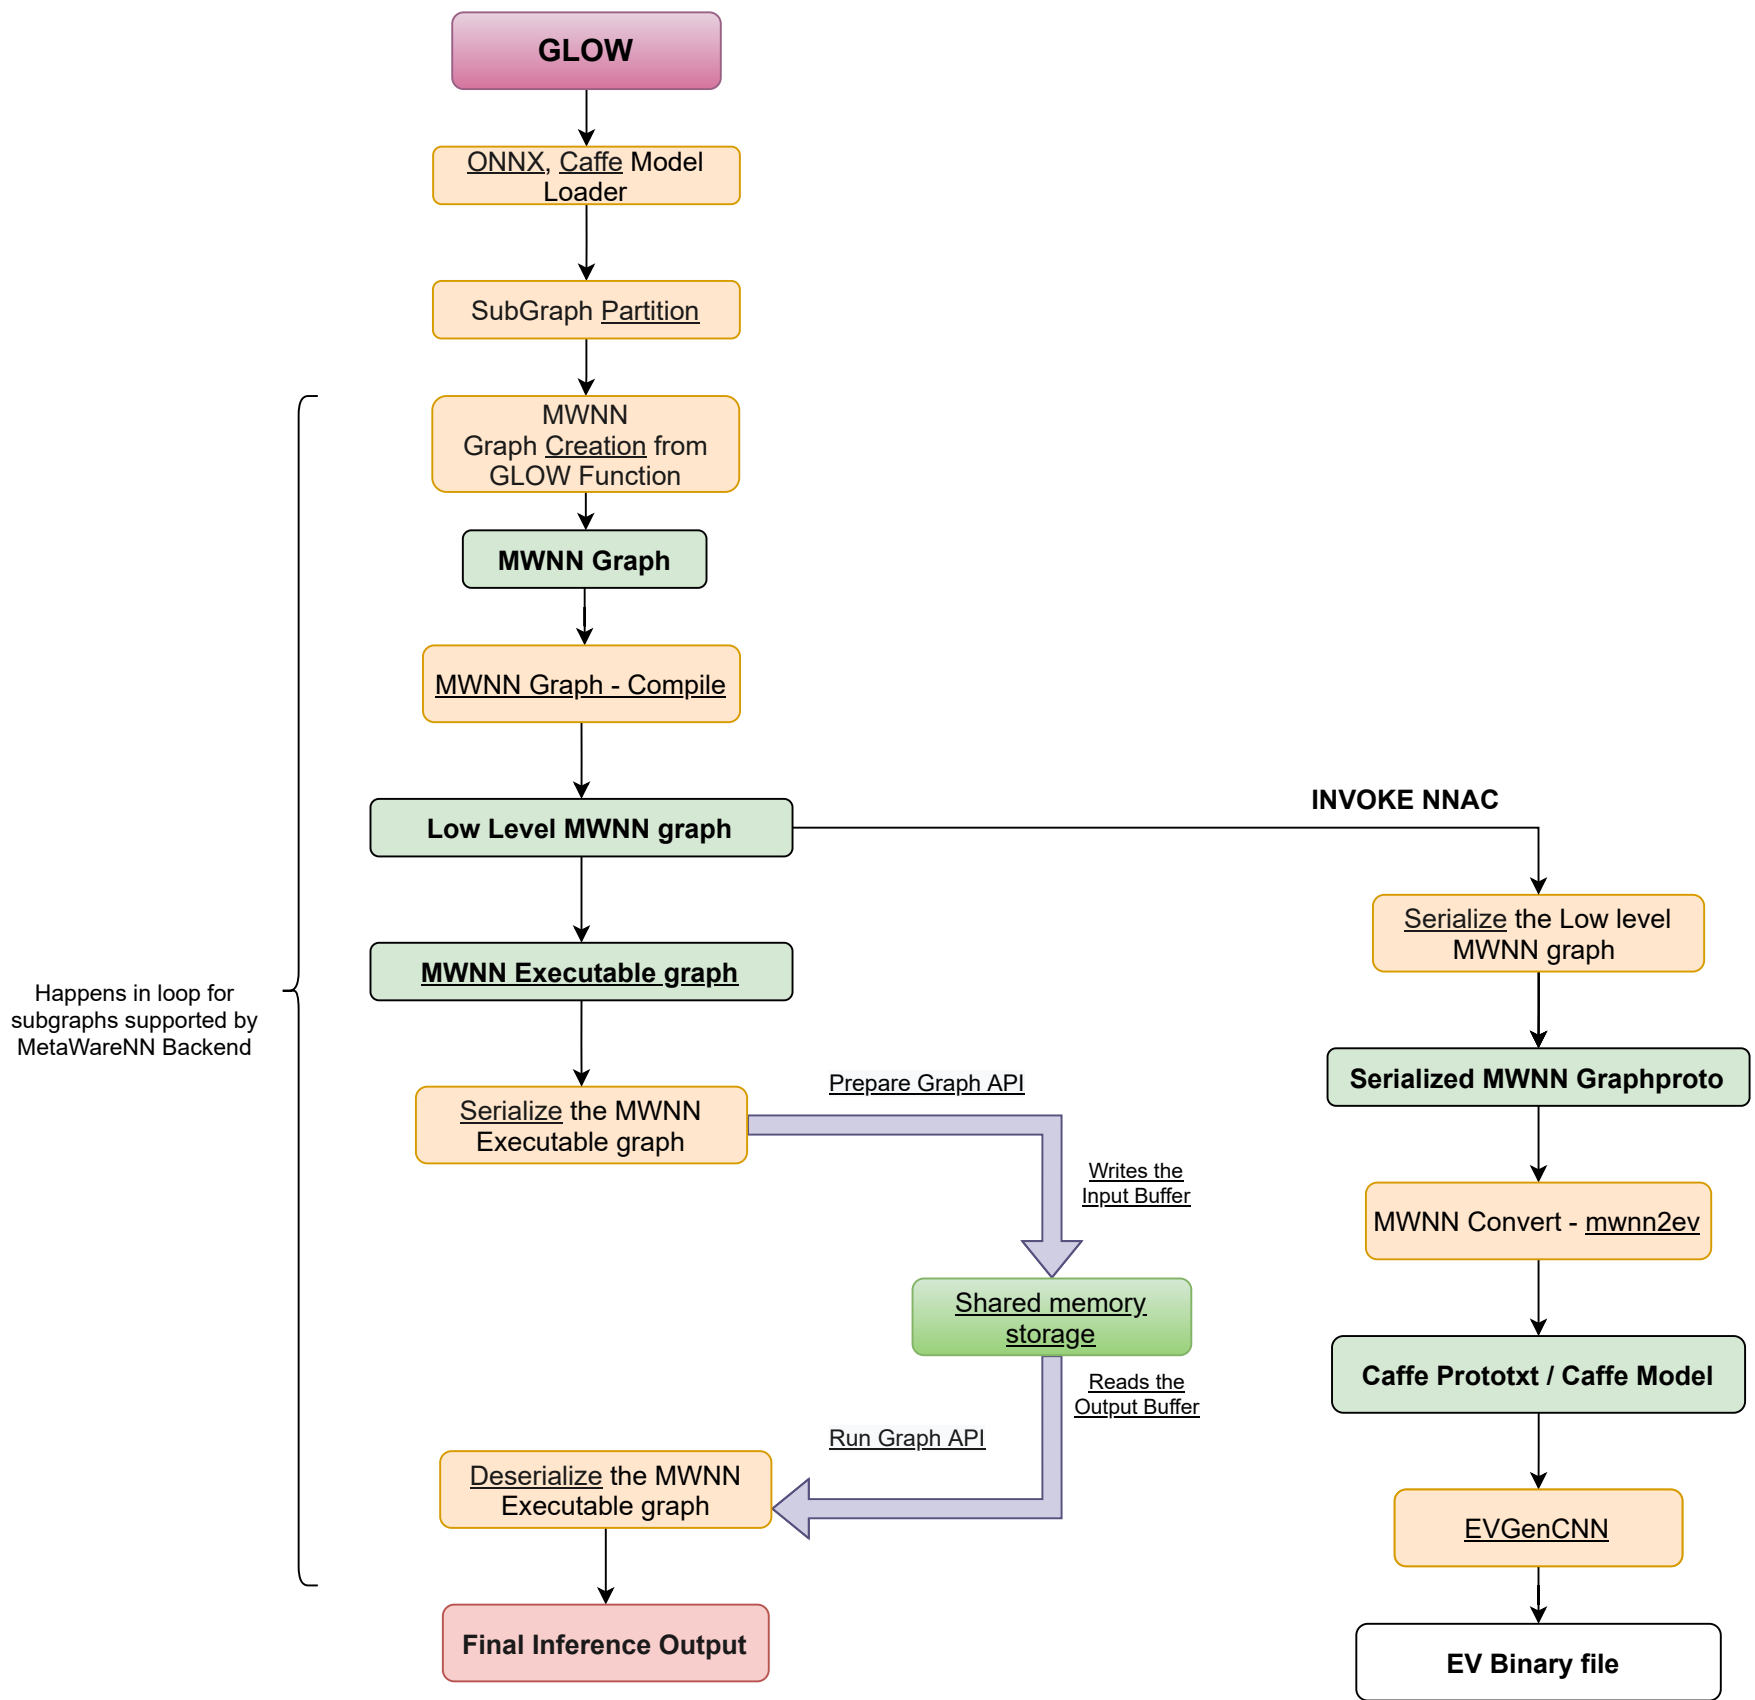 GLOW
ONNX, Caffe Model
Loader
SubGraph Partition
MWNN
Graph Creation from
GLOW Function
MWNN Graph
MWNN Graph - Compile
INVOKE NNAC
Low Level MWNN graph
Serialize the Low level
MWNN graph
MWNN Executable graph
Happens in loop for
subgraphs supported by
MetaWareNN Backend
Serialized MWNN Graphproto
Prepare Graph API
Serialize the MWNN
Executable graph
Writes the
Input Buffer
MWNN Convert - mwnn2ev
Shared memory
storage
Caffe Prototxt / Caffe Model
Reads the
Output Buffer
Run Graph API
Deserialize the MWNN
Executable graph
EVGenCNN
Final Inference Output
EV Binary file